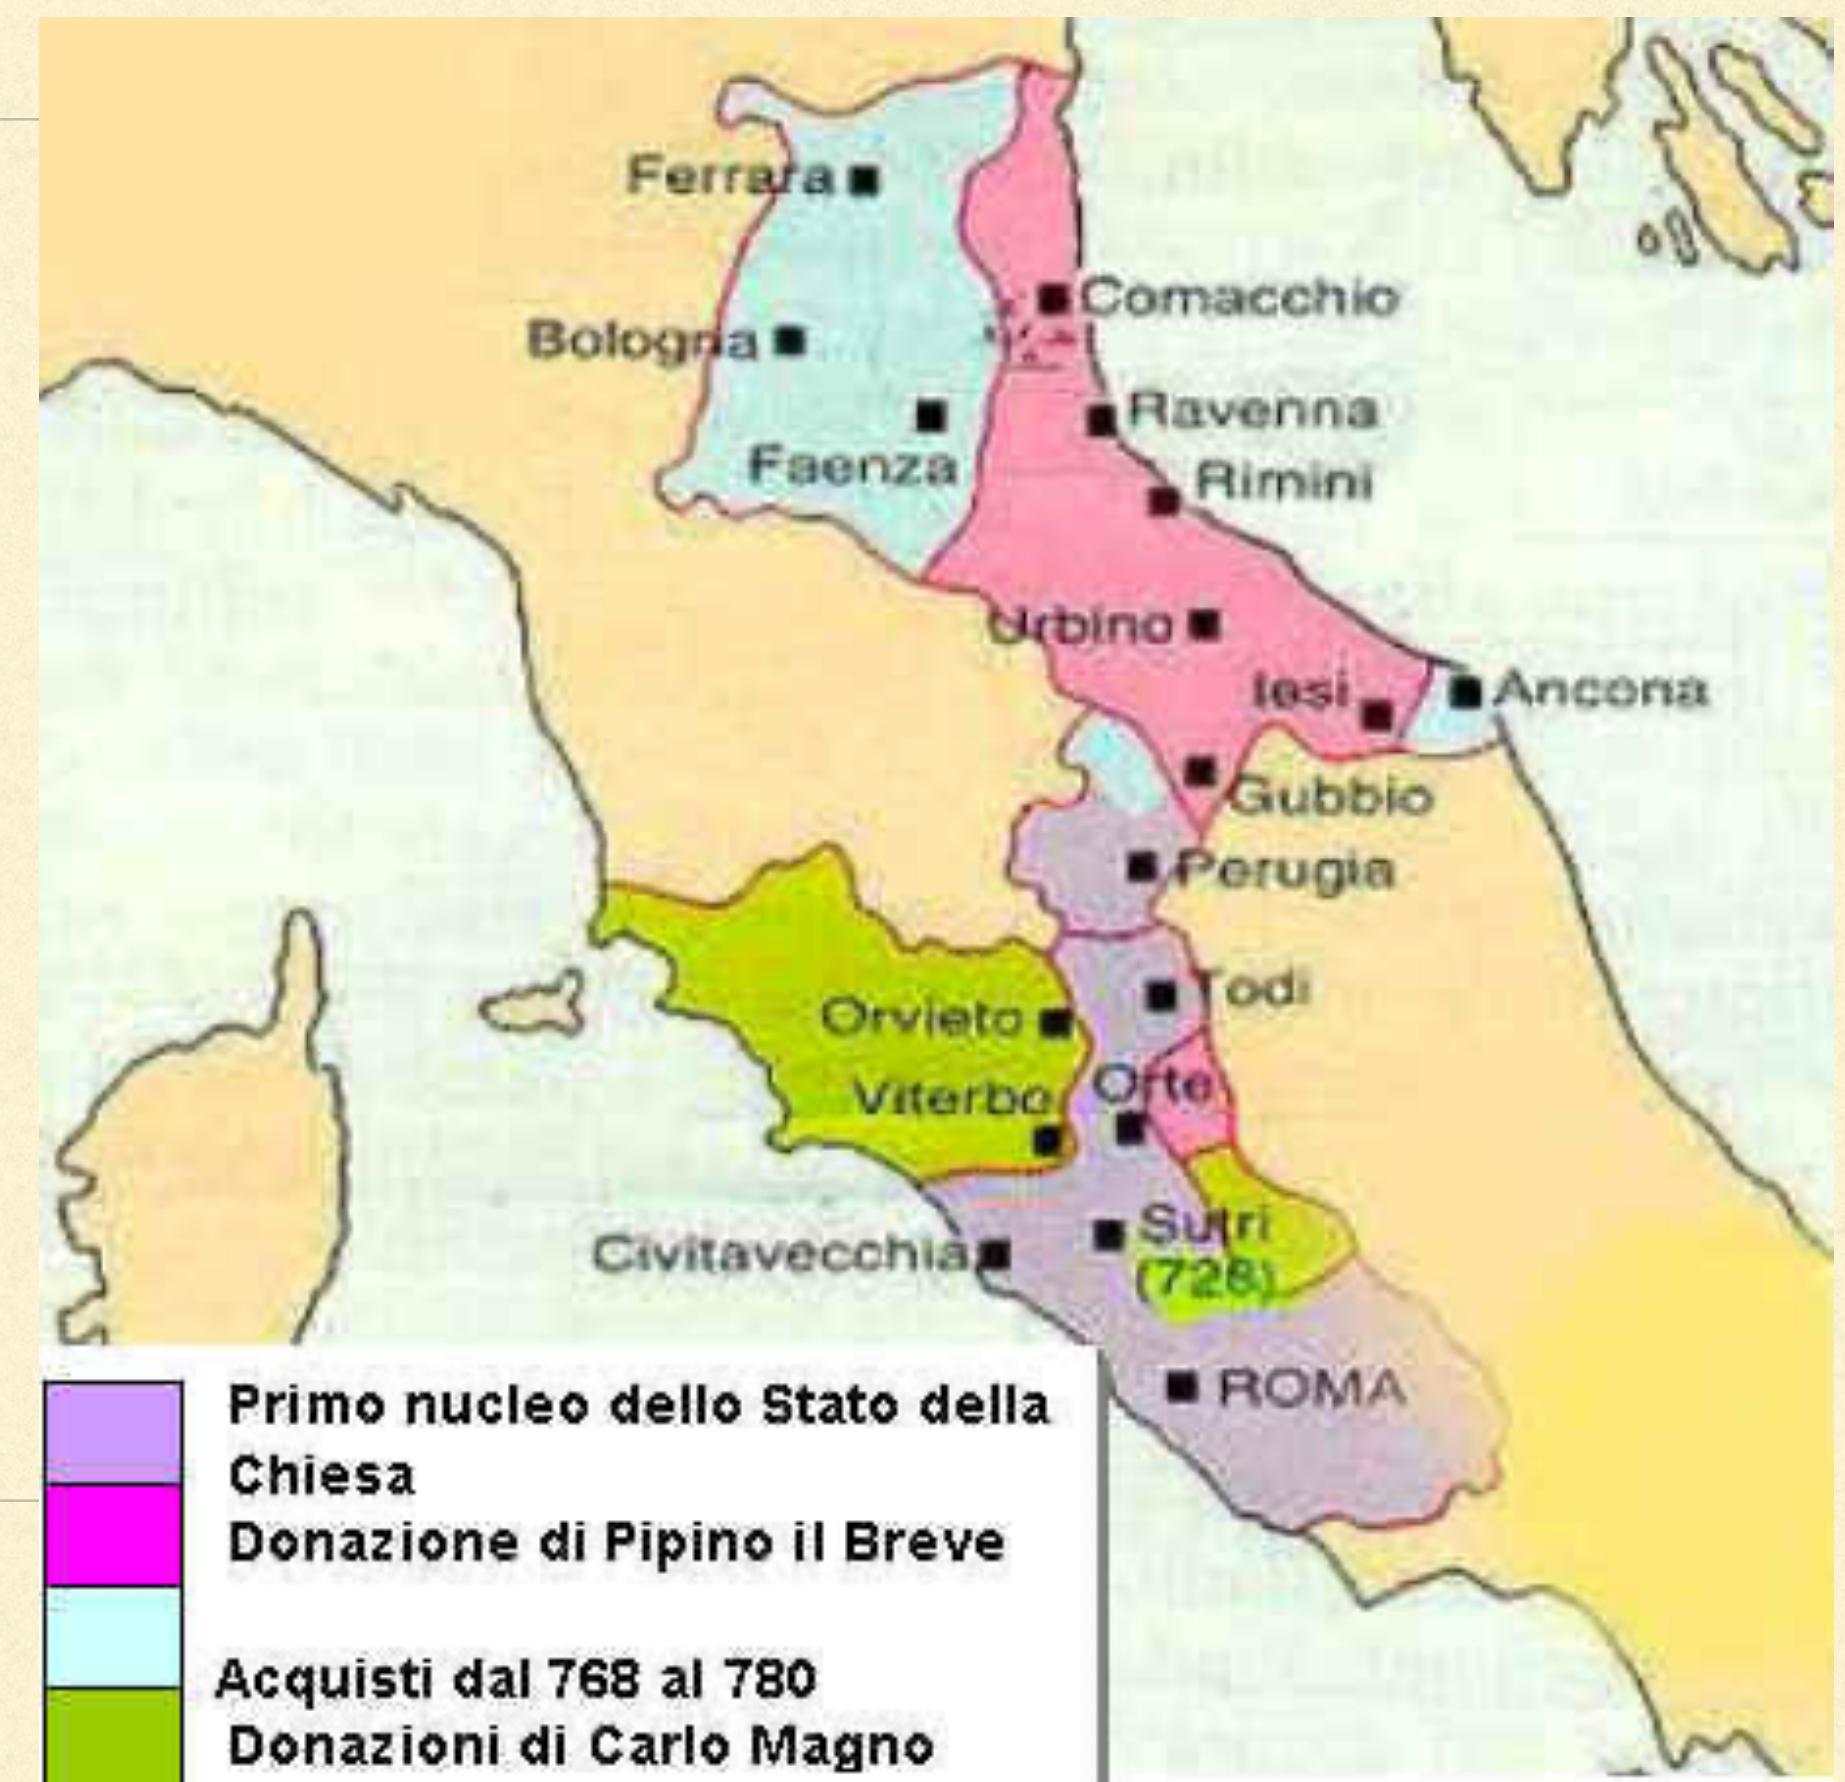 Ferrara
Comacchio
Bologna
Ravenna
Faenza
Rimini
Urbino
Iesi
Ancona
Gubbio
Perugia
Todi
Orvieto
Orte
Viterbo
Sutri
(728)
Civitavecchia
ROMA
Primo nucleo dello Stato della
Chiesa
Donazione di Pipino il Breve
Acquisti dal 768 al 780
Donazioni di Carlo Magno